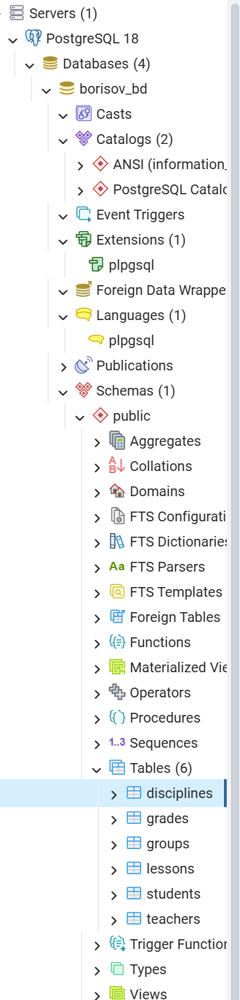 Servers (1)
PostgreSQL 18
Databases (4)
borisov_bd
Casts
Catalogs (2)
ANSI (information_
PostgreSQL Catalo
Event Triggers
Extensions (1)
plpgsql
Foreign Data Wrappe
Languages (1)
plpgsql
Publications
Schemas (1)
public
Aggregates
Collations
Domains
FTS Configurati
FTS Dictionaries
FTS Parsers
FTS Templates
Foreign Tables
Functions
Materialized Vie
Operators
Procedures
1..3 Sequences
Tables (6)
disciplines
grades
groups
lessons
students
teachers
Trigger Function
Types
Views